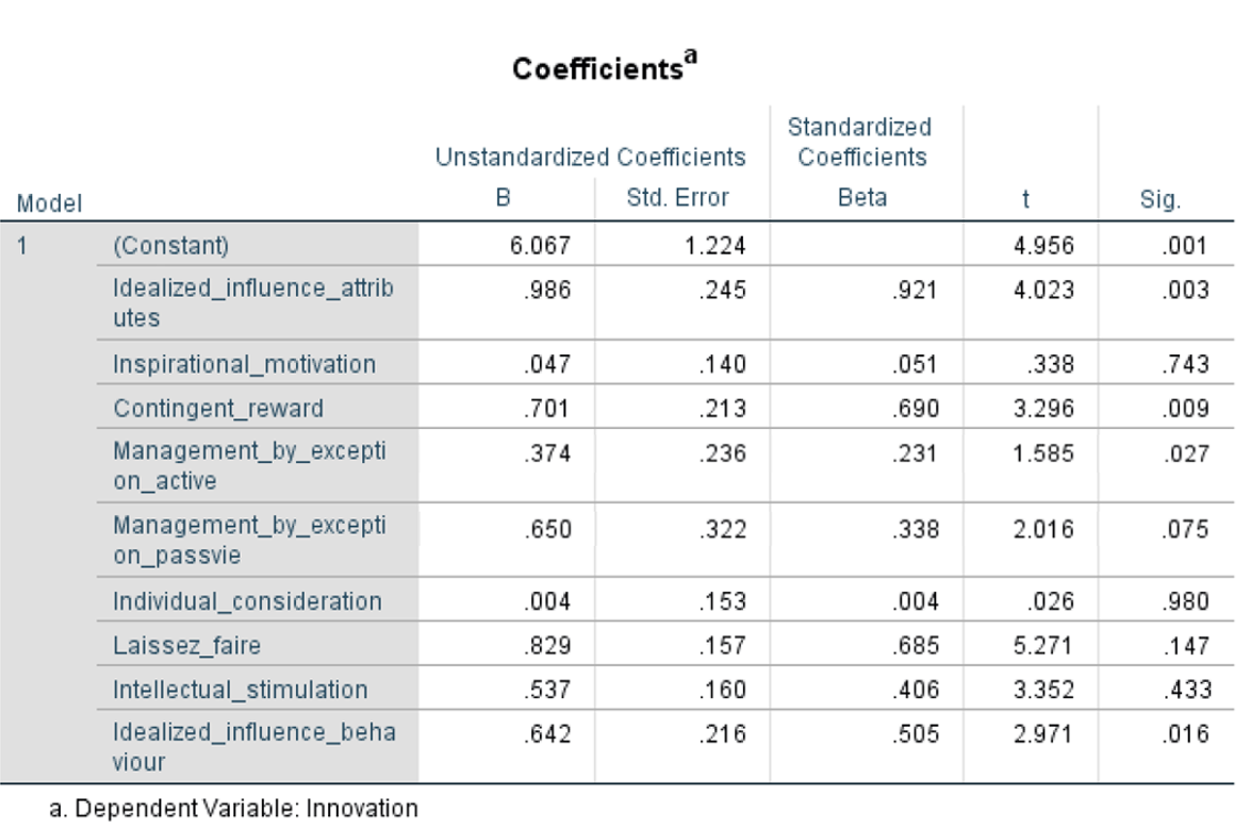 Coefficientsᵃ
Unstandardized Coefficients Standardized Coefficients
Model B Std. Error Beta t Sig.
1 (Constant) 6.067 1.224 4.956 .001
Idealized_influence_attrib .986 .245 .921 4.023 .003
utes
Inspirational_motivation .047 .140 .051 .338 .743
Contingent_reward .701 .213 .690 3.296 .009
Management_by_excepti .374 .236 .231 1.585 .027
on_active
Management_by_excepti .650 .322 .338 2.016 .075
on_passvie
Individual_consideration .004 .153 .004 .026 .980
Laissez_faire .829 .157 .685 5.271 .147
Intellectual_stimulation .537 .160 .406 3.352 .433
Idealized_influence_beha .642 .216 .505 2.971 .016
viour
a. Dependent Variable: Innovation